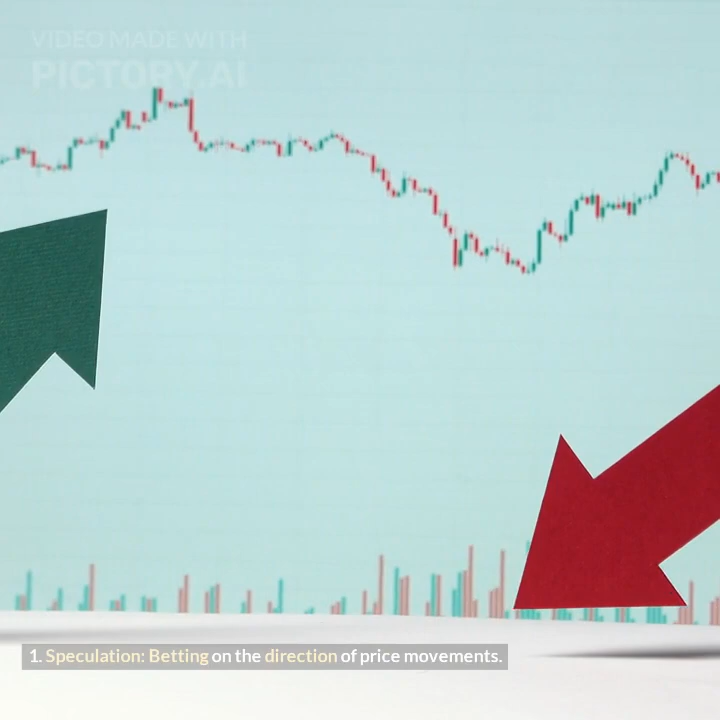 VIDEO MADE WITH
PICTORY.AI
1. Speculation: Betting on the direction of price movements.